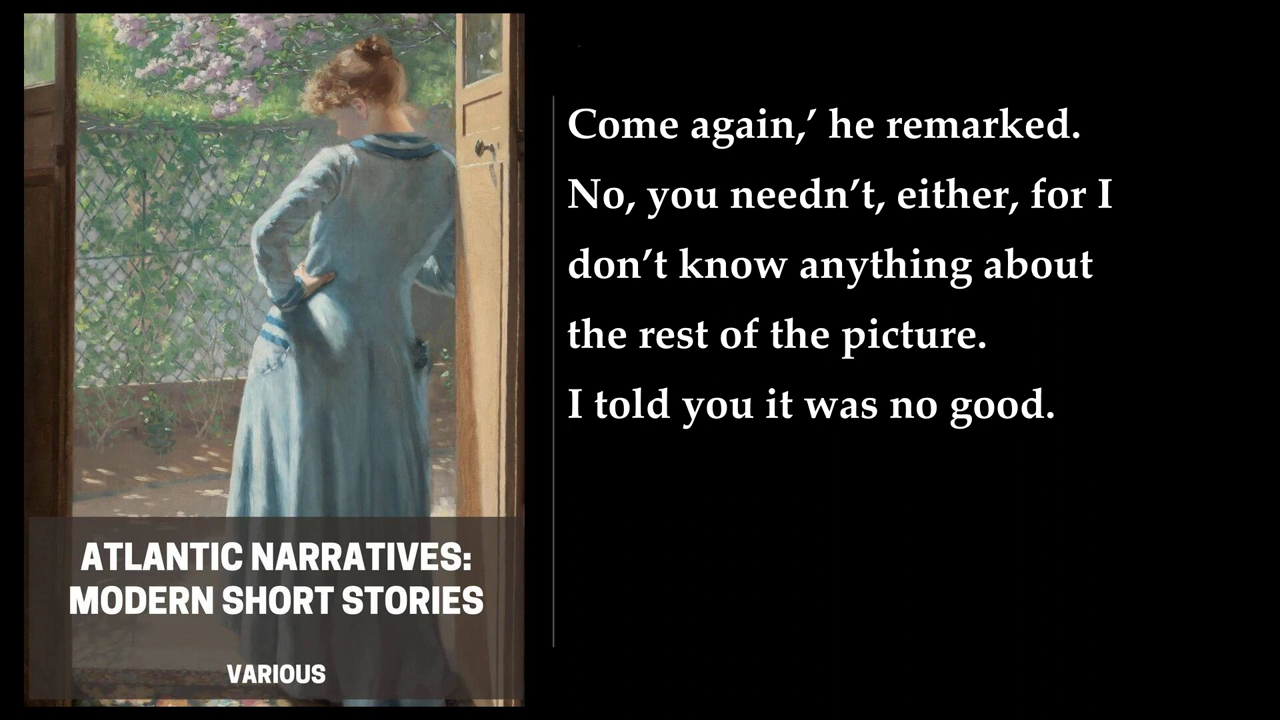 Come again,’ he remarked.
No, you needn’t, either, for I
don’t know anything about
the rest of the picture.
I told you it was no good.
ATLANTIC NARRATIVES:
MODERN SHORT STORIES
VARIOUS